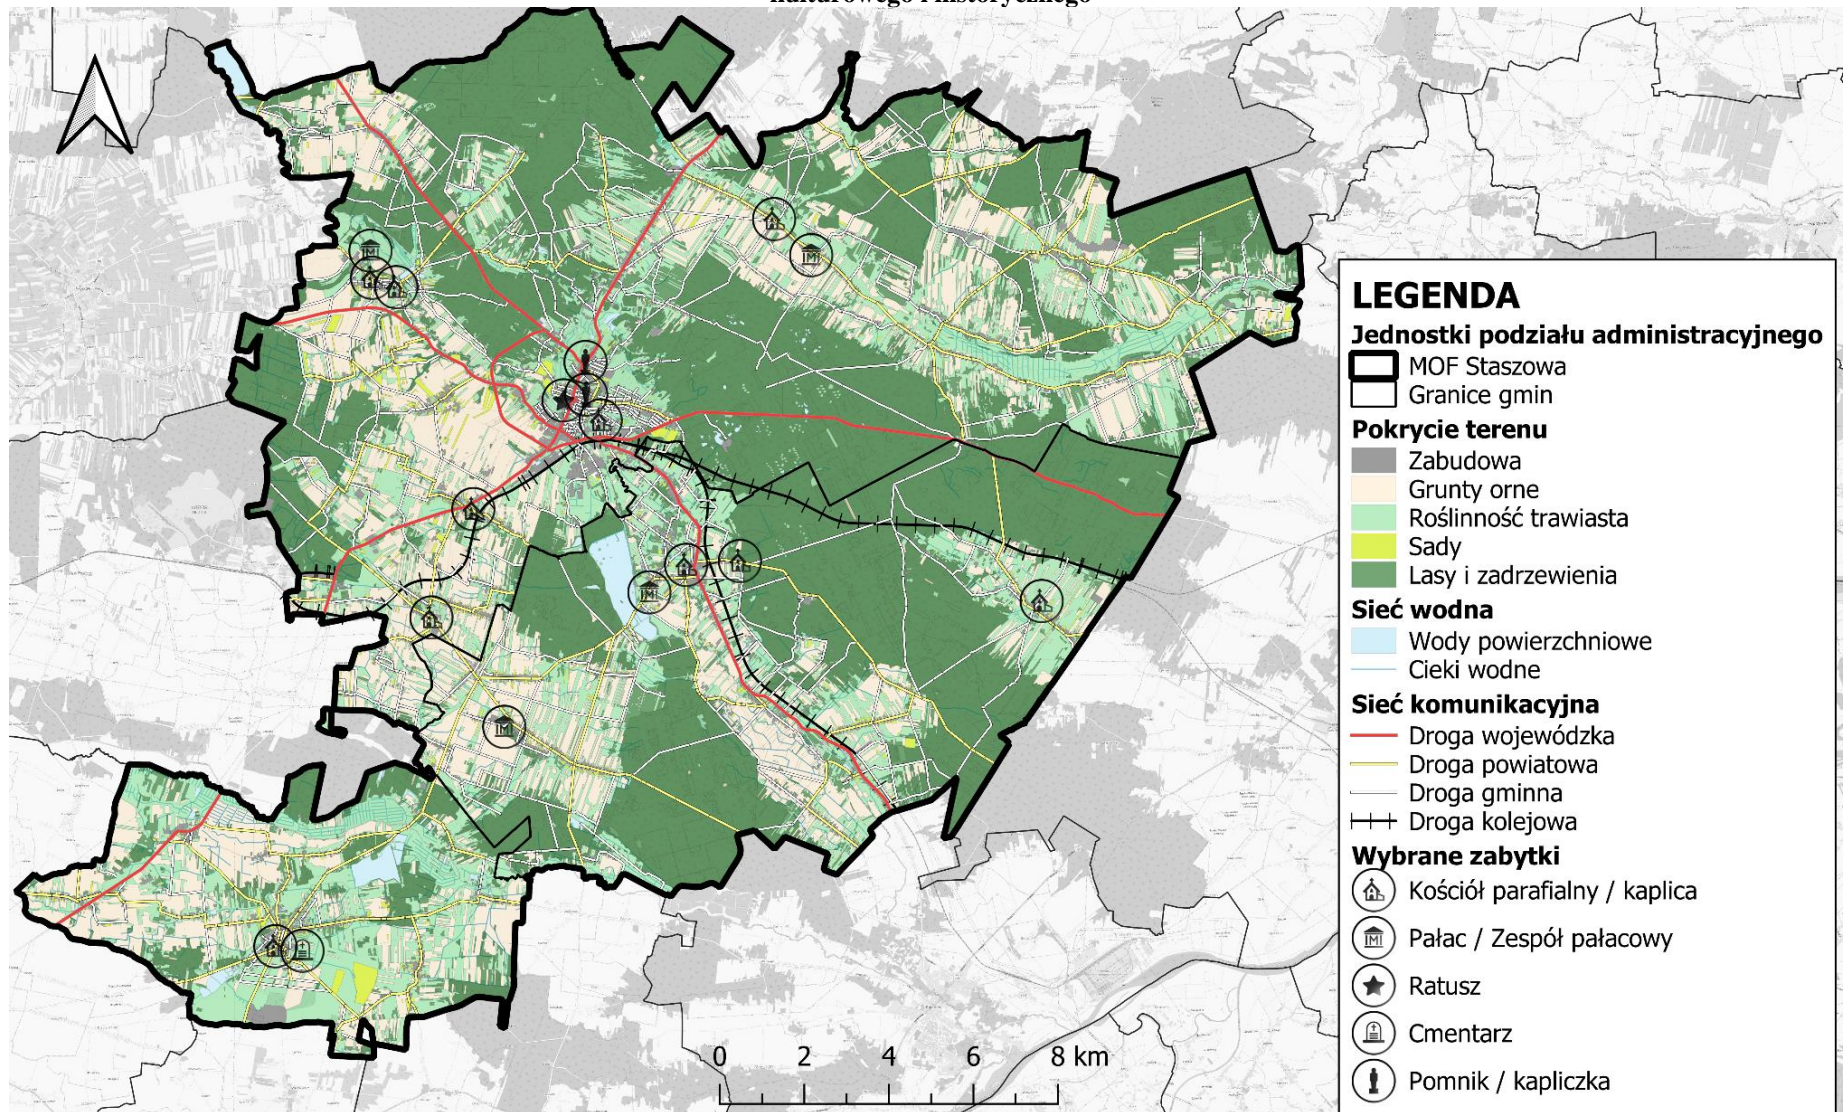 kulturowego i historycznego
LEGENDA
Jednostki podziału administracyjnego
MOF Staszowa
Granice gmin
Pokrycie terenu
Zabudowa
Grunty orne
Roślinność trawiasta
Sady
Lasy i zadrzewienia
Sieć wodna
Wody powierzchniowe
Cieki wodne
Sieć komunikacyjna
Droga wojewódzka
Droga powiatowa
Droga gminna
Droga kolejowa
Wybrane zabytki
Kościół parafialny / kaplica
Pałac / Zespół pałacowy
Ratusz
Cmentarz
Pomnik / kapliczka
0 2 4 6 8 km